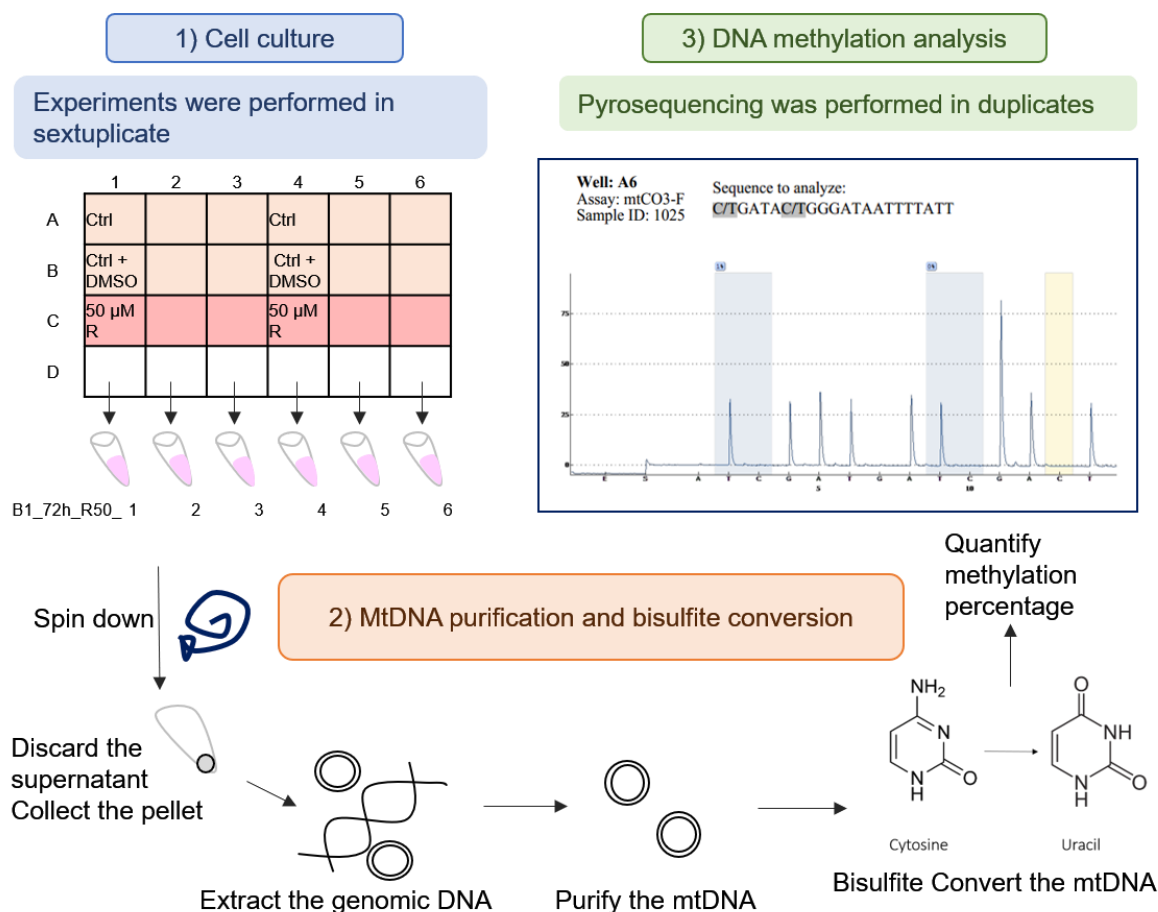 1) Cell culture
Experiments were performed in
sextuplicate
1 2 3 4 5 6
A
Ctrl Ctrl
B
Ctrl + Ctrl +
DMSO DMSO
C
50 µM 50 µM
R R
D
B1_72h_R50_ 1 2 3 4 5 6
3) DNA methylation analysis
Pyrosequencing was performed in duplicates
Well: A6
Assay: mtCO3-F
Sample ID: 1025
Sequence to analyze:
C/TGATAC/TGGGATAATTTTATT
75
50
25
0
E S A T C G A T G A T C G A C T
5 10
Spin down
2) MtDNA purification and bisulfite conversion
Quantify
methylation
percentage
Discard the
supernatant
Collect the pellet
Extract the genomic DNA
Purify the mtDNA
NH2
N
N
H
O
O
NH
N
H
O
Cytosine
Uracil
Bisulfite Convert the mtDNA